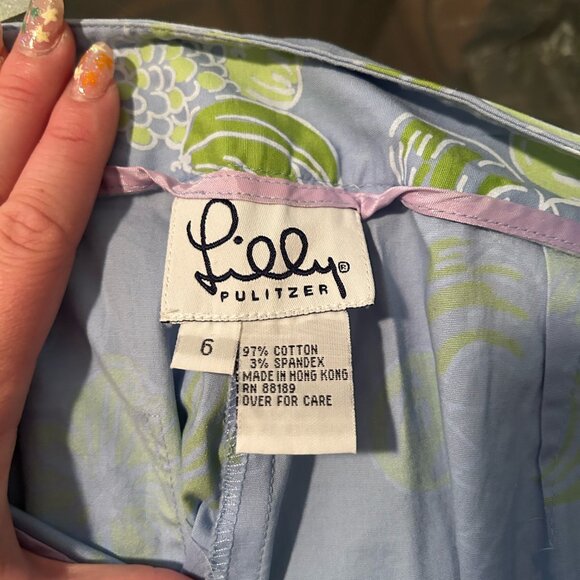 Lilly®
PULITZER
6
97% COTTON
3% SPANDEX
MADE IN HONG KONG
RN 88189
OVER FOR CARE